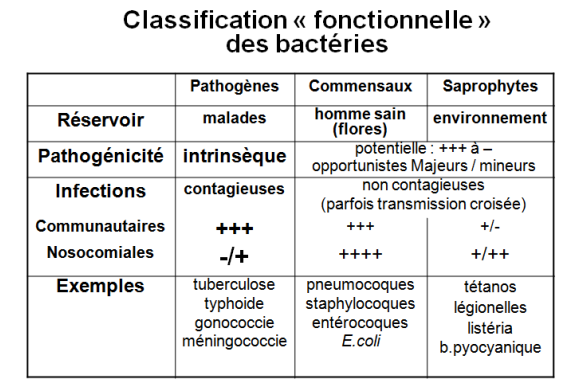 Classification « fonctionnelle »
des bactéries
Pathogènes Commensaux Saprophytes
Réservoir malades homme sain (flores) environnement
Pathogénicité intrinsèque potentielle : +++ à –
opportunistes Majeurs / mineurs
Infections contagieuses non contagieuses
(parfois transmission croisée)
Communautaires +++ +++ +/-
Nosocomiales -/+ ++++ +/++
Exemples tuberculose pneumocoques tétanos
typhoide staphylocoques légionelles
gonococcie entérocoques listéria
méningococcie E.coli b.pyocyanique